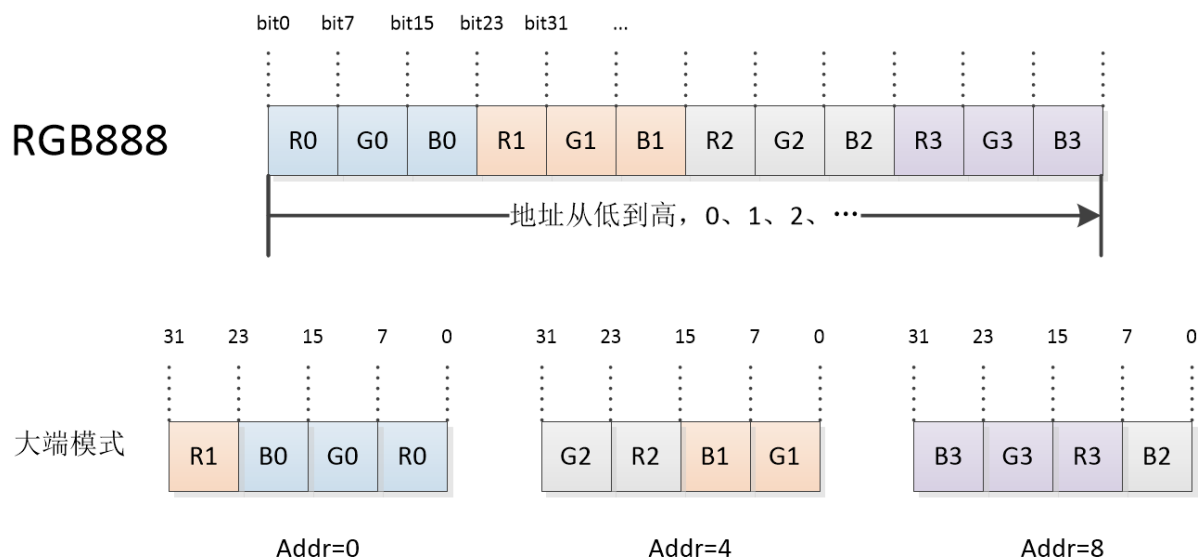 bit0 bit7 bit15 bit23 bit31 ...
RGB888
R0 G0 B0 R1 G1 B1 R2 G2 B2 R3 G3 B3
地址从低到高，0、1、2、…
31 23 15 7 0 31 23 15 7 0 31 23 15 7 0
大端模式
R1 B0 G0 R0 G2 R2 B1 G1 B3 G3 R3 B2
Addr=0 Addr=4 Addr=8